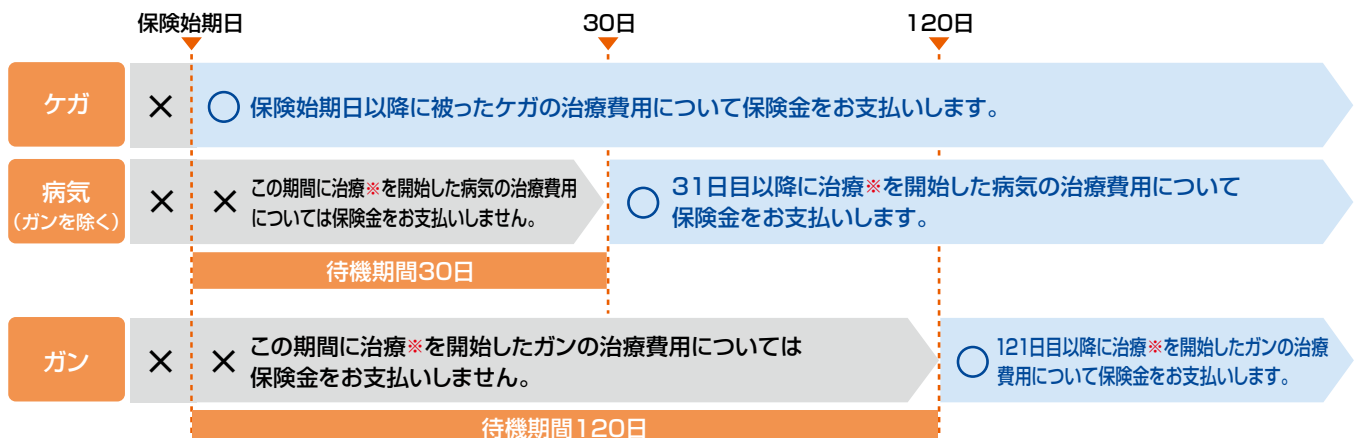 保険始期日
30日
120日
ケガ
× ○ 保険始期日以降に被ったケガの治療費用について保険金をお支払いします。
病気
(ガンを除く)
× × この期間に治療※を開始した病気の治療費用
については保険金をお支払いしません。
○ 31日目以降に治療※を開始した病気の治療費用について
保険金をお支払いします。
待機期間30日
ガン
× × この期間に治療※を開始したガンの治療費用については
保険金をお支払いしません。
○ 121日目以降に治療※を開始したガンの治療
費用について保険金をお支払いします。
待機期間120日